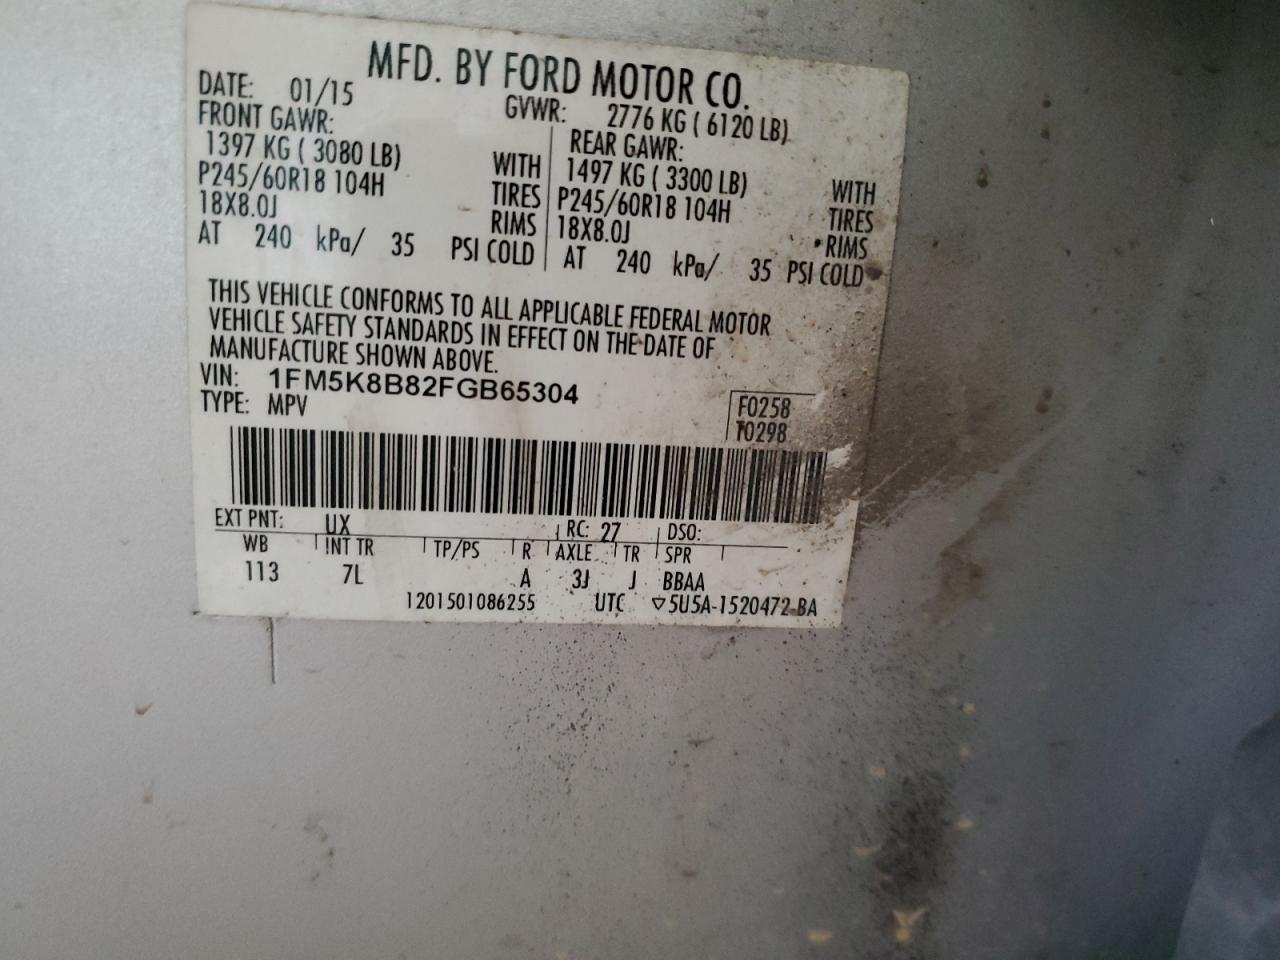 MFD. BY FORD MOTOR CO.
DATE: 01/15 GVWR: 2776 KG ( 6120 LB)
FRONT GAWR: REAR GAWR:
1397 KG ( 3080 LB) WITH 1497 KG ( 3300 LB) WITH
P245/60R18 104H TIRES P245/60R18 104H TIRES
18X8.0J RIMS 18X8.0J RIMS
AT 240 kPa/ 35 PSI COLD AT 240 kPa/ 35 PSI COLD
THIS VEHICLE CONFORMS TO ALL APPLICABLE FEDERAL MOTOR
VEHICLE SAFETY STANDARDS IN EFFECT ON THE DATE OF
MANUFACTURE SHOWN ABOVE.
VIN: 1FM5K8B82FGB65304
TYPE: MPV
F0258
T0298
EXT PNT: UX RC: 27 DSO:
WB INT TR TP/PS R AXLE TR SPR
113 7L A 3J J BBAA
1201501086255 UTC ▽5U5A-1520472-BA